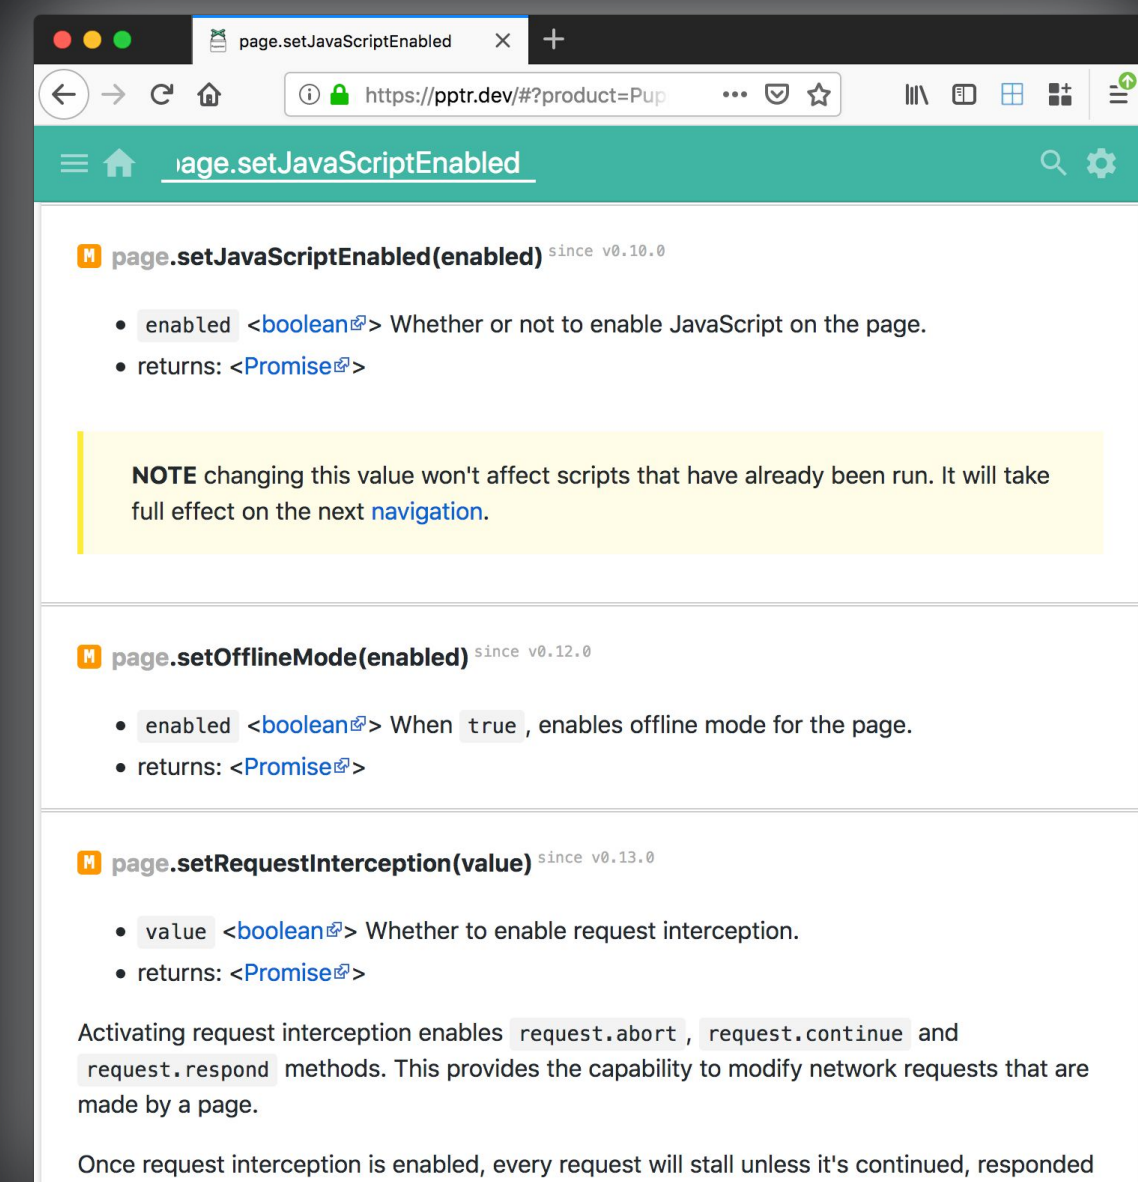 page.setJavaScriptEnabled
https://pptr.dev/#?product=Pup
age.setJavaScriptEnabled
M page.setJavaScriptEnabled(enabled) since v0.10.0
• enabled <boolean> Whether or not to enable JavaScript on the page.
• returns: <Promise>
NOTE changing this value won't affect scripts that have already been run. It will take
full effect on the next navigation.
M page.setOfflineMode(enabled) since v0.12.0
• enabled <boolean> When true, enables offline mode for the page.
• returns: <Promise>
M page.setRequestInterception(value) since v0.13.0
• value <boolean> Whether to enable request interception.
• returns: <Promise>
Activating request interception enables request.abort, request.continue and
request.respond methods. This provides the capability to modify network requests that are
made by a page.
Once request interception is enabled, every request will stall unless it's continued, responded